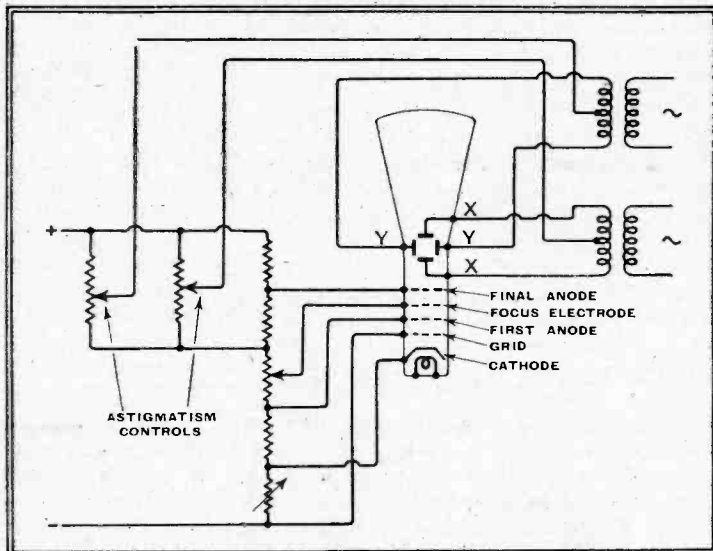 X
Y
Y
X
+
~
~
FINAL ANODE
FOCUS ELECTRODE
FIRST ANODE
GRID
CATHODE
ASTIGMATISM
CONTROLS
−